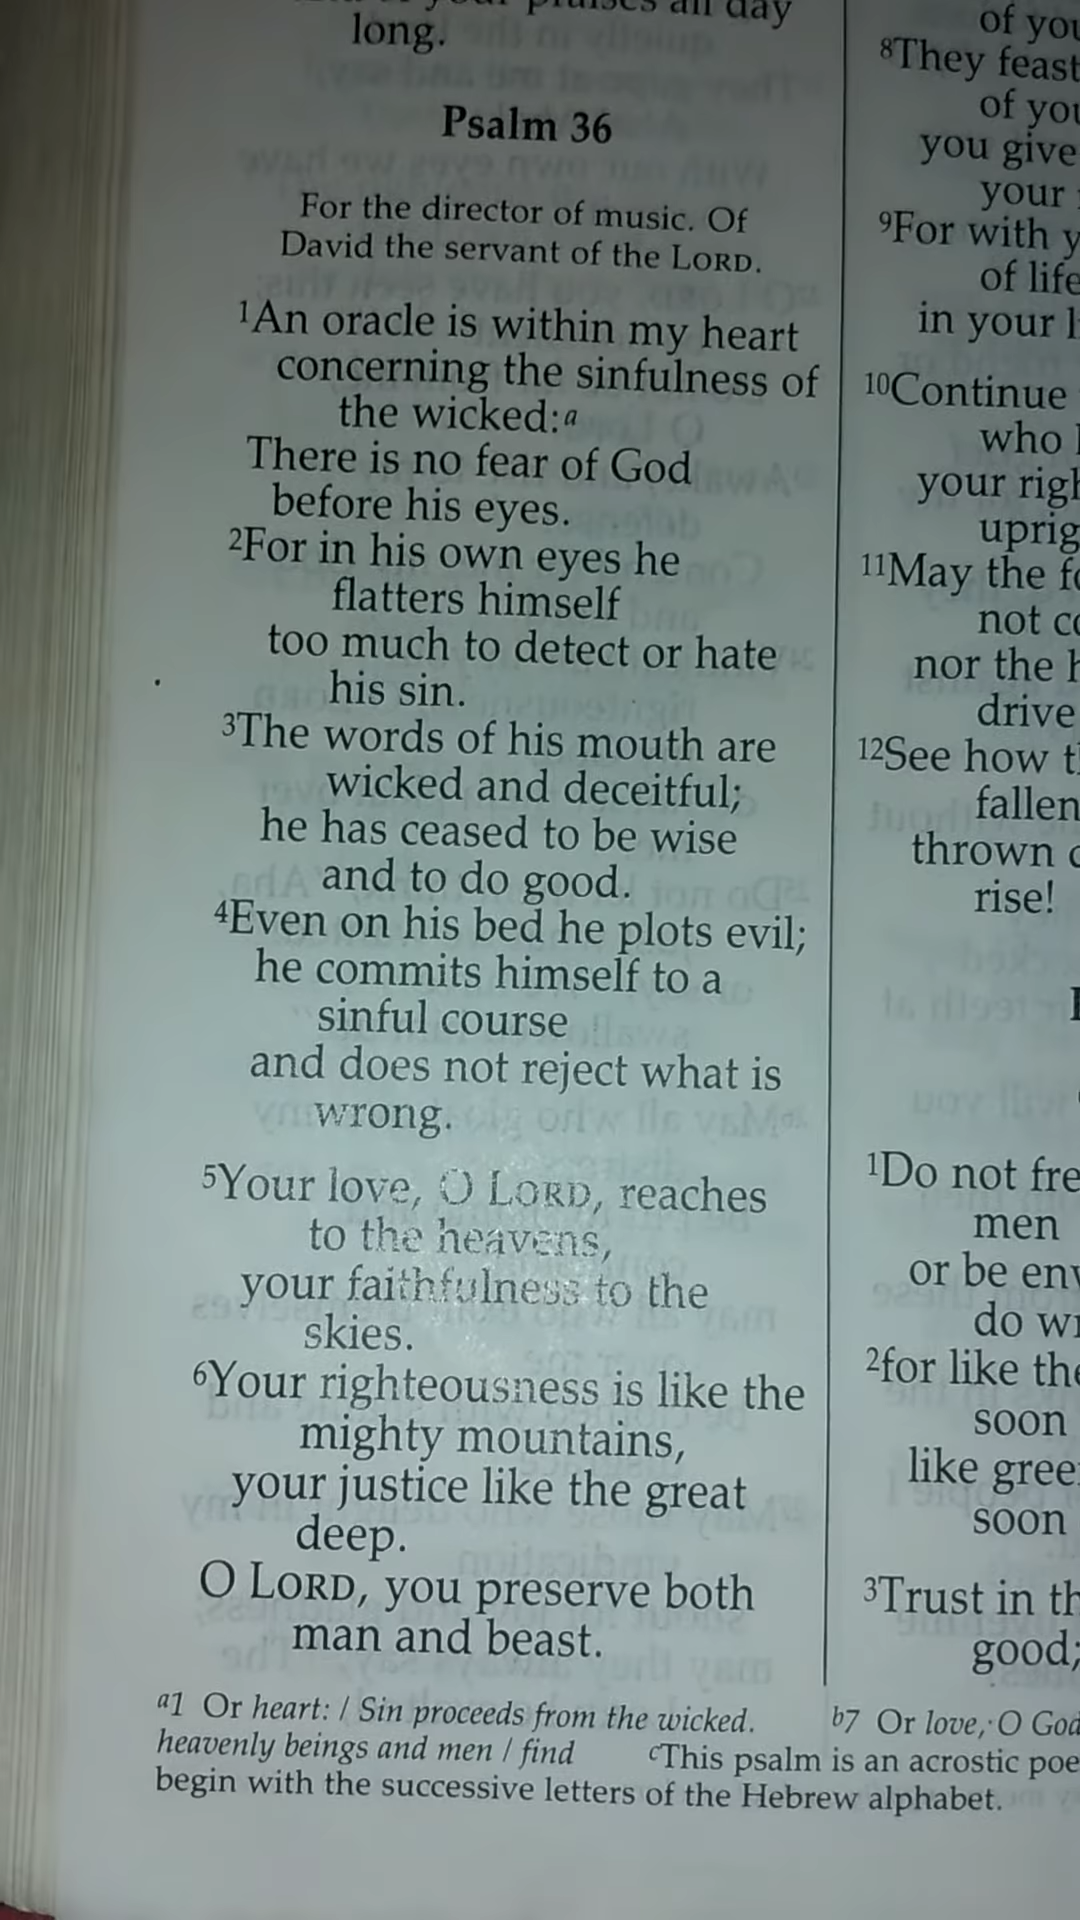 long.
Psalm 36
For the director of music. Of
David the servant of the LORD.
1An oracle is within my heart
concerning the sinfulness of
the wicked:a
There is no fear of God
before his eyes.
2For in his own eyes he
flatters himself
too much to detect or hate
his sin.
3The words of his mouth are
wicked and deceitful;
he has ceased to be wise
and to do good.
4Even on his bed he plots evil;
he commits himself to a
sinful course
and does not reject what is
wrong.
5Your love, O LORD, reaches
to the heavens,
your faithfulness to the
skies.
6Your righteousness is like the
mighty mountains,
your justice like the great
deep.
O LORD, you preserve both
man and beast.
8They feast
of
you give
your
9For with
of life
in your
10Continue
who
your
11May the
not
nor the
drive
12See how
fallen
thrown
rise!
1Do not
men
or be
do
2for like the
soon
like
soon
3Trust in
good;
a1 Or heart: / Sin proceeds from the wicked. b7 Or love, O God
heavenly beings and men / find cThis psalm is an acrostic
begin with the successive letters of the Hebrew alphabet.